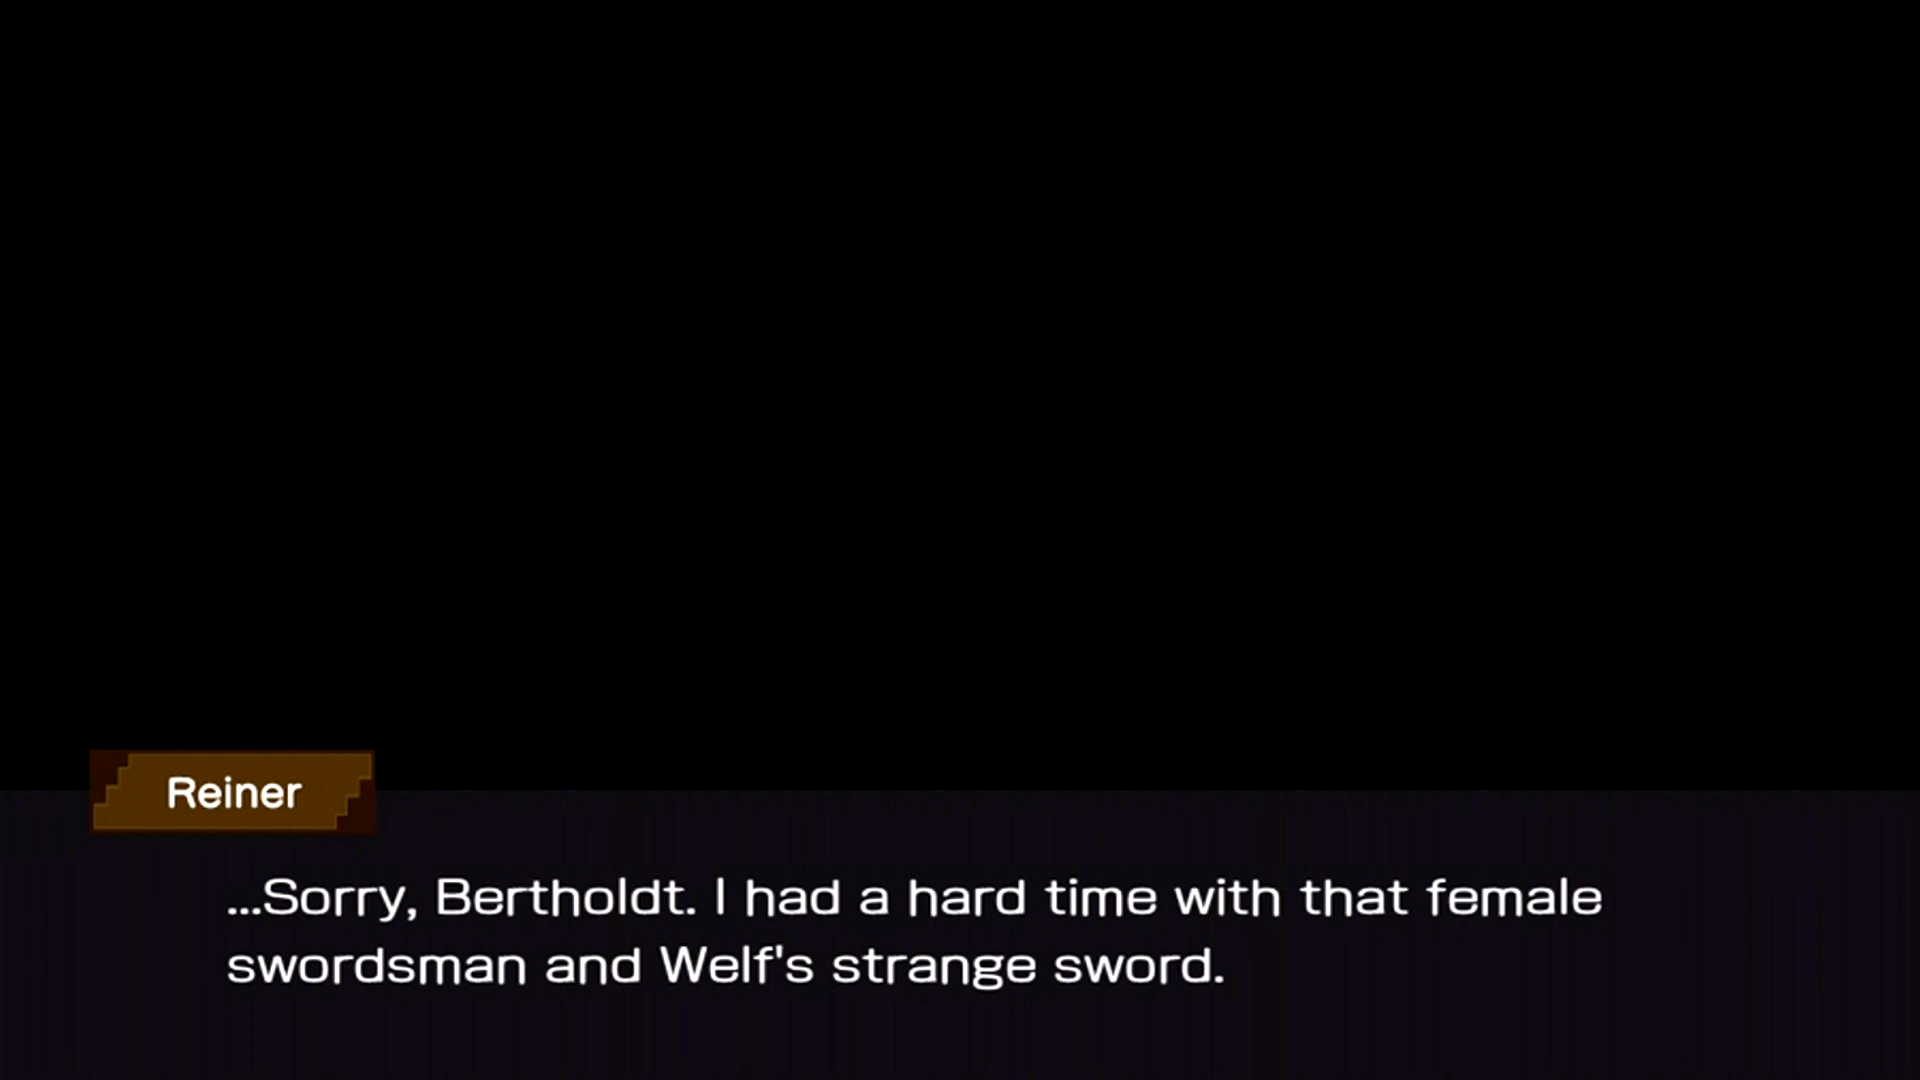 Reiner
...Sorry, Bertholdt. I had a hard time with that female
swordsman and Welf's strange sword.